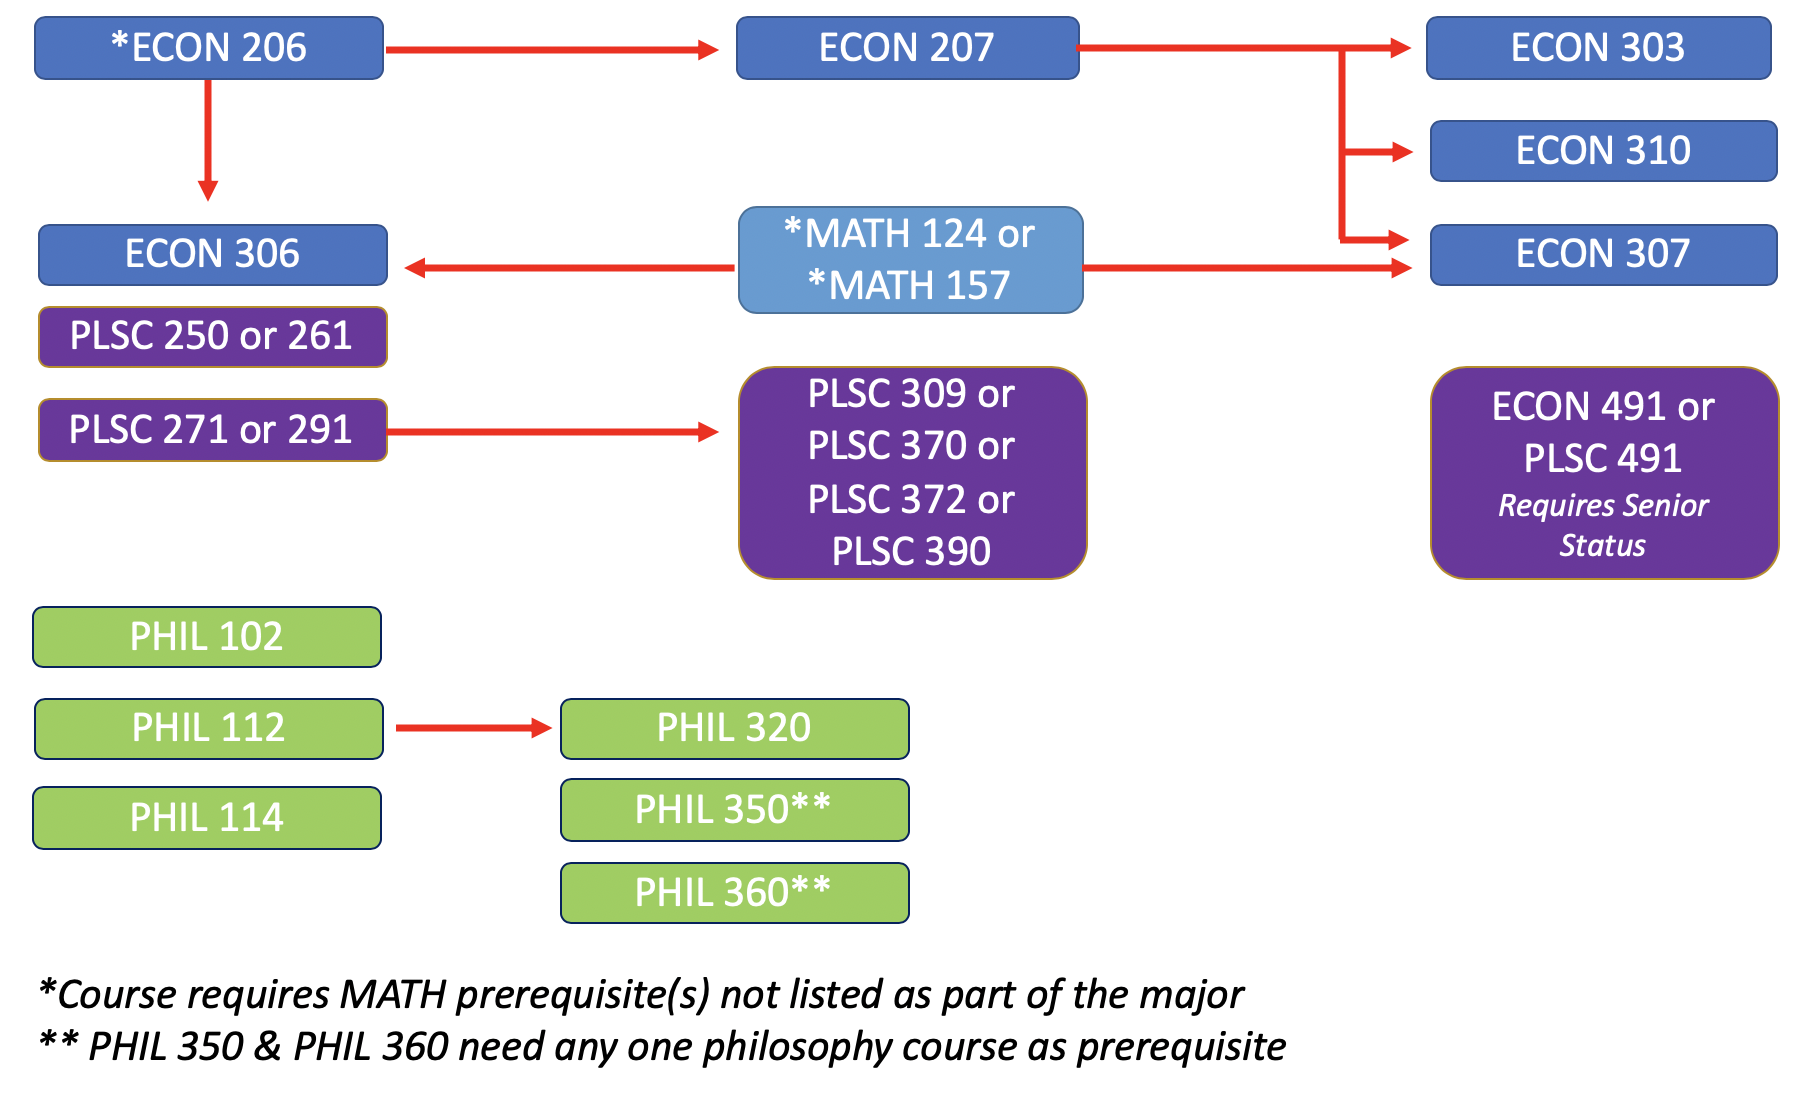 *ECON 206
ECON 207
ECON 303
ECON 310
ECON 306
*MATH 124 or
*MATH 157
ECON 307
PLSC 250 or 261
PLSC 271 or 291
PLSC 309 or
PLSC 370 or
PLSC 372 or
PLSC 390
ECON 491 or
PLSC 491
Requires Senior
Status
PHIL 102
PHIL 112
PHIL 320
PHIL 114
PHIL 350**
PHIL 360**
*Course requires MATH prerequisite(s) not listed as part of the major
** PHIL 350 & PHIL 360 need any one philosophy course as prerequisite